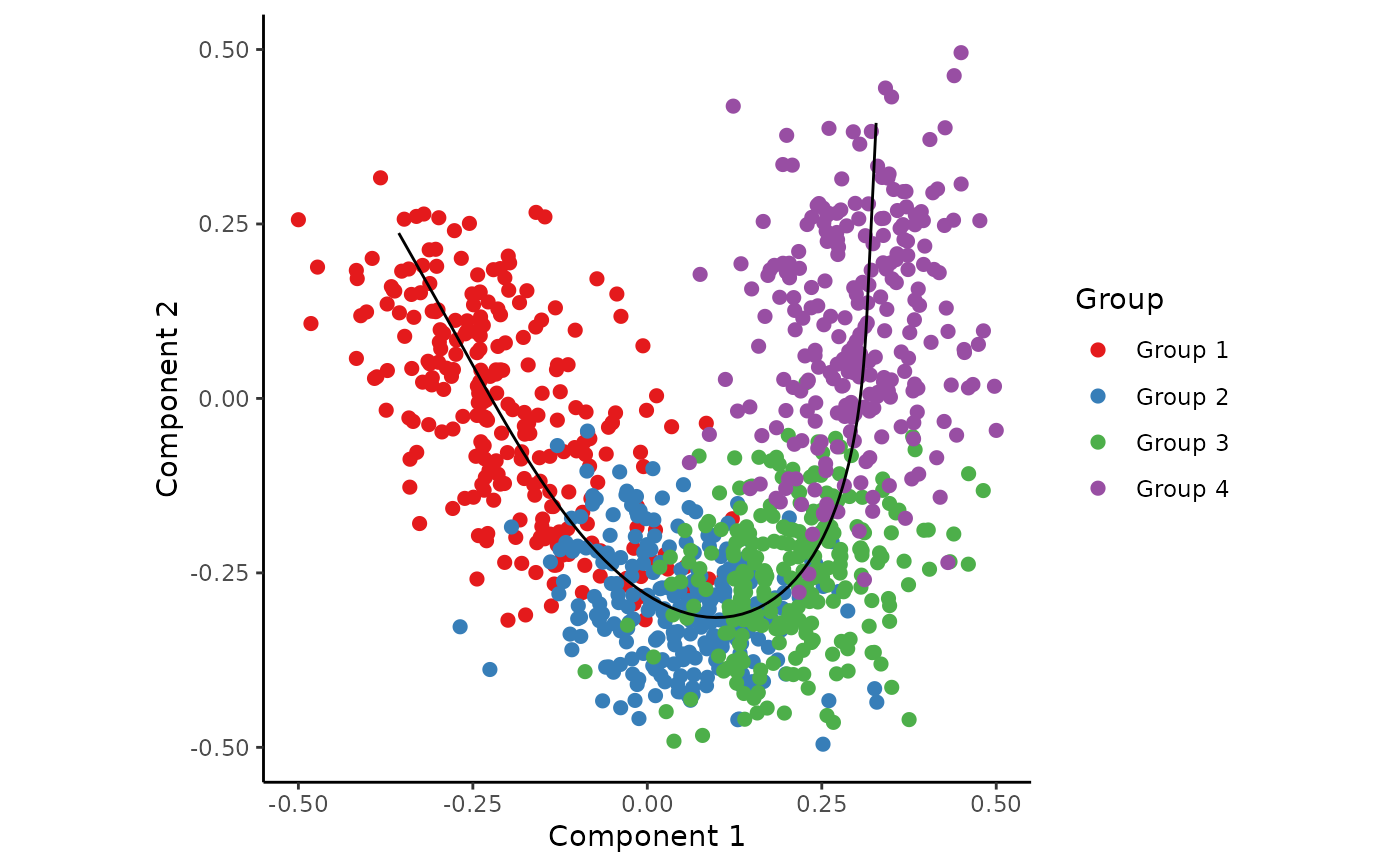 0.50
0.25
0.00
-0.25
-0.50
Component 2
-0.50 -0.25 0.00 0.25 0.50
Component 1
Group
Group 1
Group 2
Group 3
Group 4